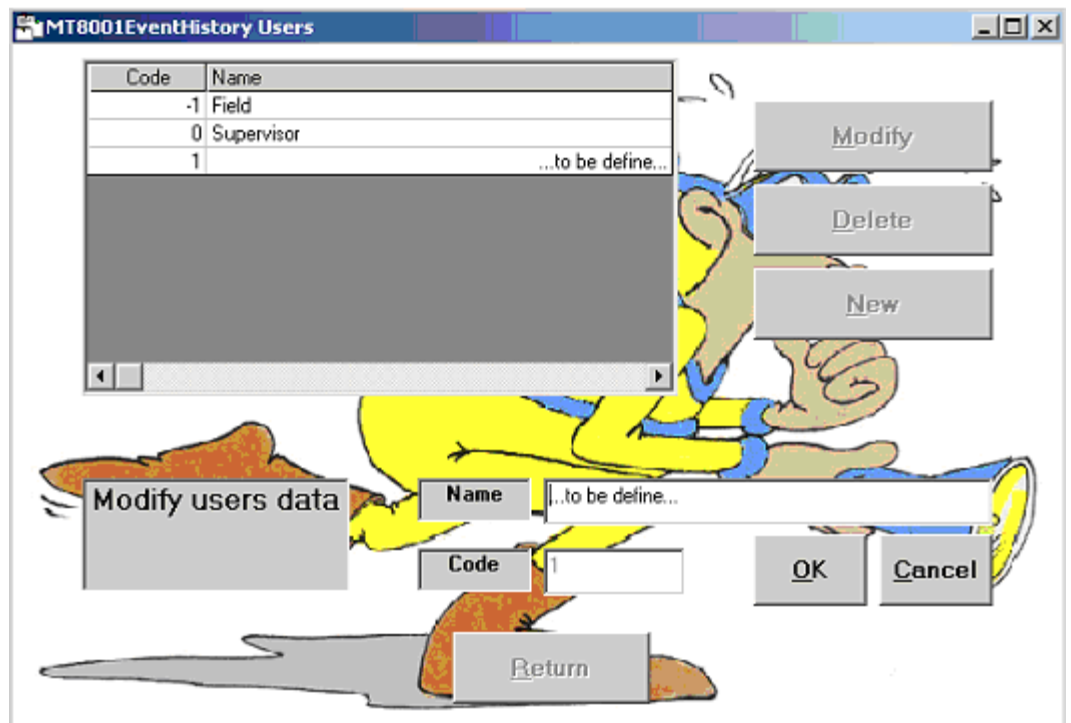 MT8001EventHistory Users
Code Name
-1 Field
0 Supervisor
1 ...to be define...
Modify
Delete
New
Modify users data
Name ...to be define...
Code 1
OK Cancel
Return